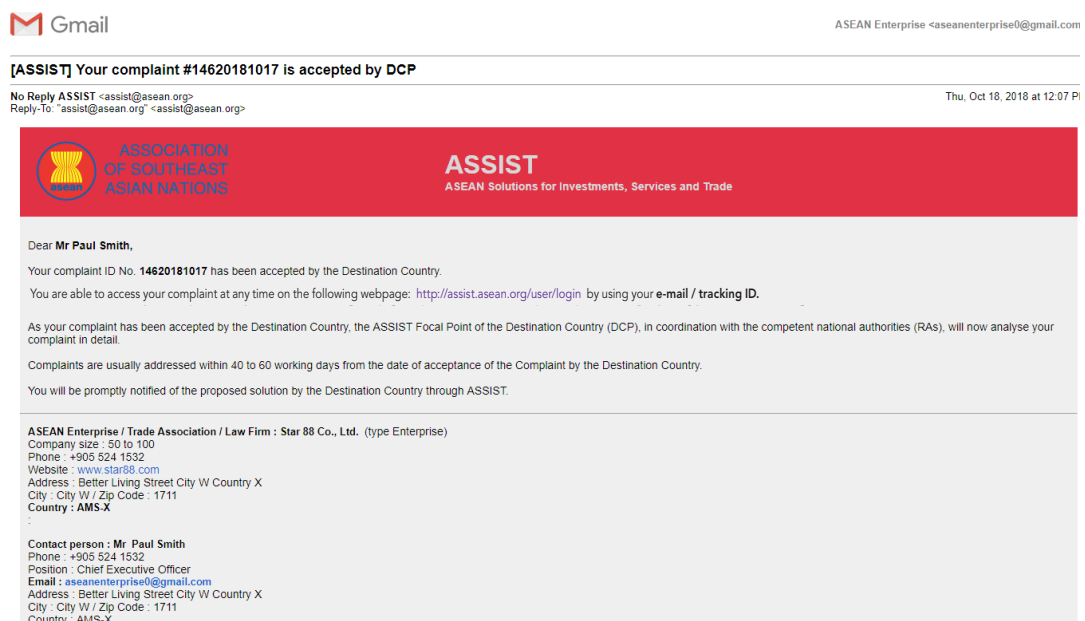 Gmail
ASEAN Enterprise <aseanenterprise0@gmail.com
[ASSIST] Your complaint #14620181017 is accepted by DCP
No Reply ASSIST <assist@asean.org>
Thu, Oct 18, 2018 at 12:07 P
Reply-To: "assist@asean.org" <assist@asean.org>
asean
ASSOCIATION
OF SOUTHEAST
ASIAN NATIONS
ASSIST
ASEAN Solutions for Investments, Services and Trade
Dear Mr Paul Smith,
Your complaint ID No. 14620181017 has been accepted by the Destination Country.
You are able to access your complaint at any time on the following webpage: http://assist.asean.org/user/login by using your e-mail / tracking ID.
As your complaint has been accepted by the Destination Country, the ASSIST Focal Point of the Destination Country (DCP), in coordination with the competent national authorities (RAs), will now analyse your
complaint in detail.
Complaints are usually addressed within 40 to 60 working days from the date of acceptance of the Complaint by the Destination Country.
You will be promptly notified of the proposed solution by the Destination Country through ASSIST.
ASEAN Enterprise / Trade Association / Law Firm : Star 88 Co., Ltd. (type Enterprise)
Company size : 50 to 100
Phone : +905 524 1532
Website : www.star88.com
Address : Better Living Street City W Country X
City : City W / Zip Code : 1711
Country : AMS-X
:
Contact person : Mr Paul Smith
Phone : +905 524 1532
Position : Chief Executive Officer
Email : aseanenterprise0@gmail.com
Address : Better Living Street City W Country X
City : City W / Zip Code : 1711
Country : AMS-X